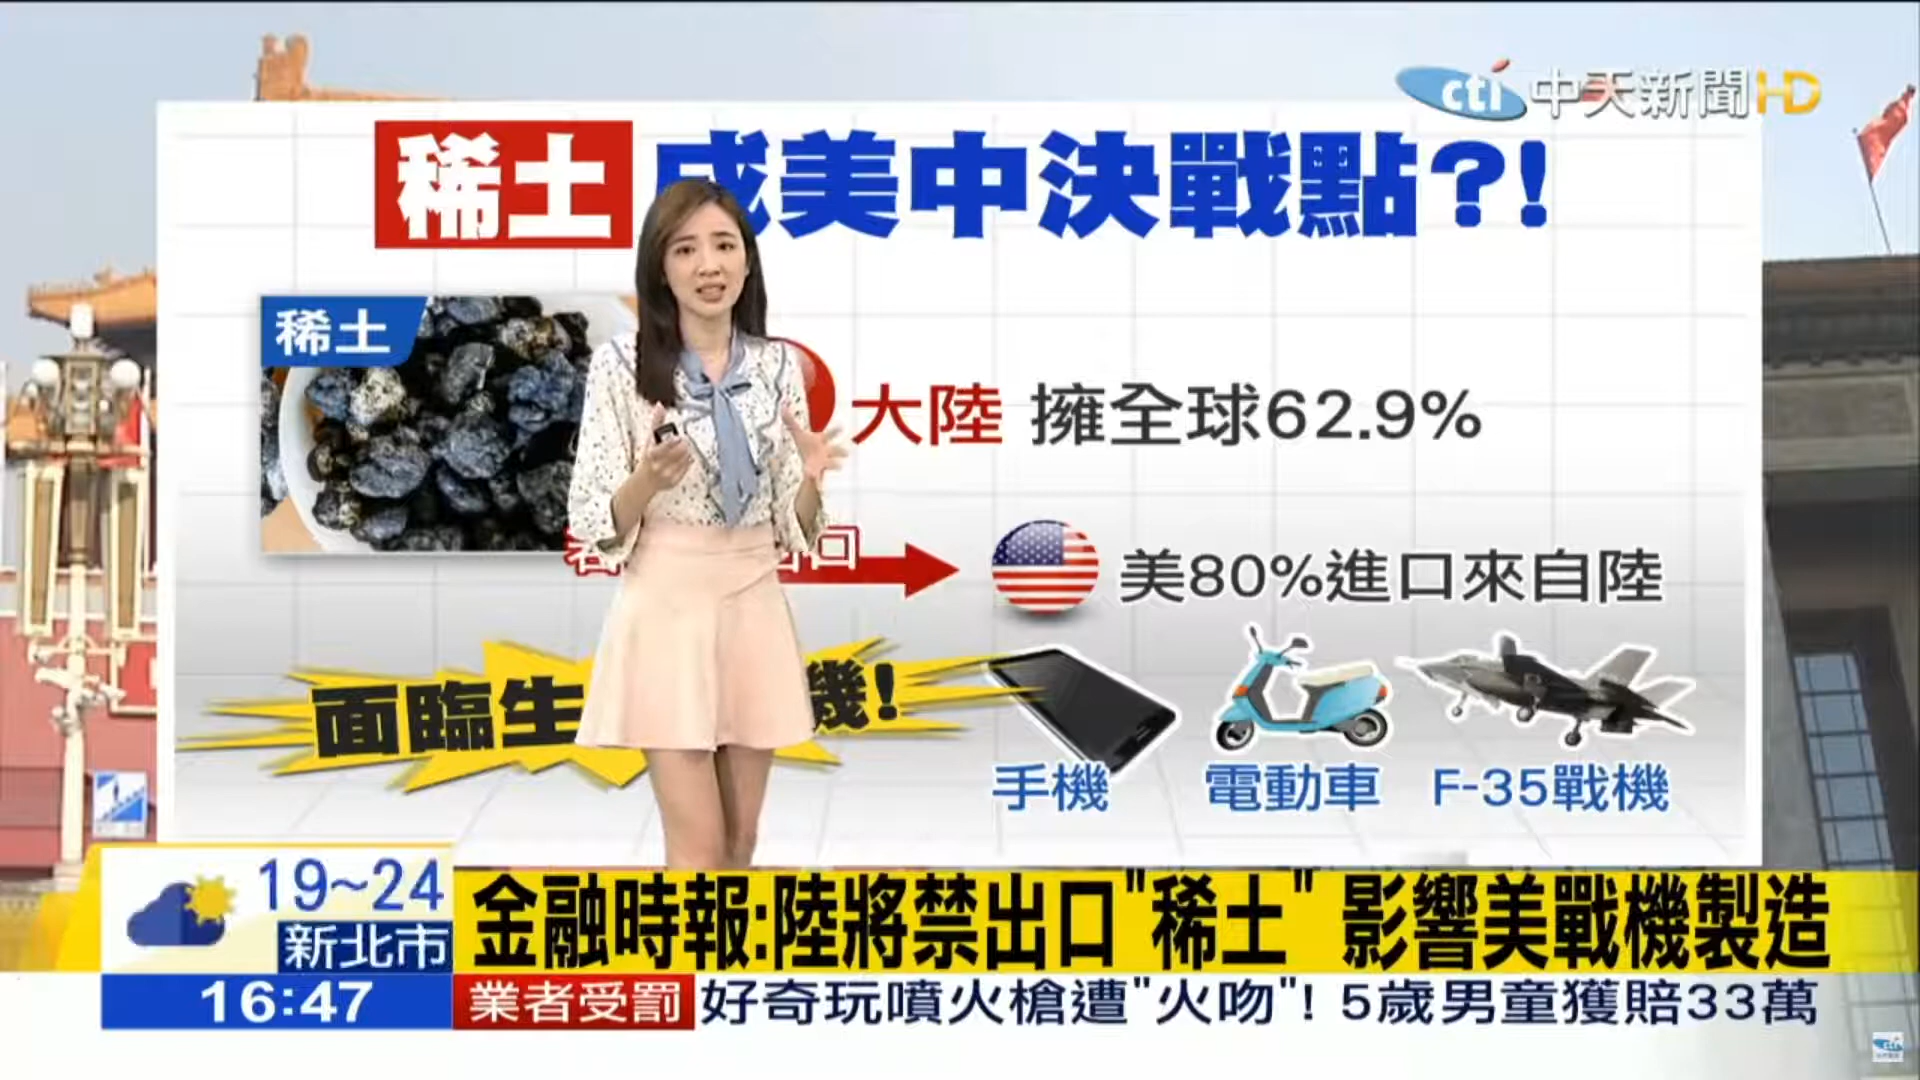 cti 中天新聞HD
稀土 成美中決戰點?!
稀土
大陸 擁全球62.9%
口
美80%進口來自陸
面臨生 機!
手機 電動車 F-35戰機
19~24
新北市
金融時報:陸將禁出口"稀土" 影響美戰機製造
16:47
業者受罰 好奇玩噴火槍遭"火吻"! 5歲男童獲賠33萬
cti